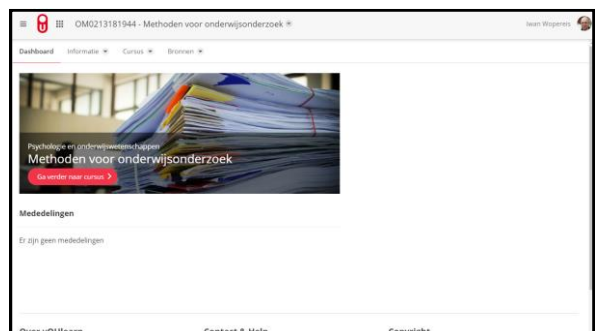 OM0213181944 - Methoden voor onderwijsonderzoek
Iwan Wopereis
Dashboard Informatie Cursus Bronnen
Psychologie en onderwijswetenschappen
Methoden voor onderwijsonderzoek
Ga verder naar cursus
Mededelingen
Er zijn geen mededelingen
Over yOUlearn Contact & Help Copyright